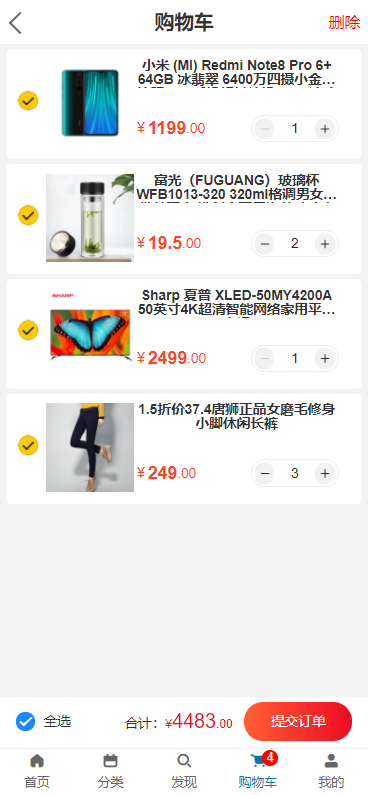 购物车
删除
小米 (MI) Redmi Note8 Pro 6+
64GB 冰翡翠 6400万四摄小金…
¥ 1199.00
1
富光（FUGUANG）玻璃杯
WFB1013-320 320ml格调男女…
¥ 19.5.00
2
SHARP
Sharp 夏普 XLED-50MY4200A
50英寸4K超清智能网络家用平…
¥ 2499.00
1
1.5折价37.4唐狮正品女磨毛修身
小脚休闲长裤
¥ 249.00
3
全选
合计：¥4483.00
提交订单
4
首页
分类
发现
购物车
我的